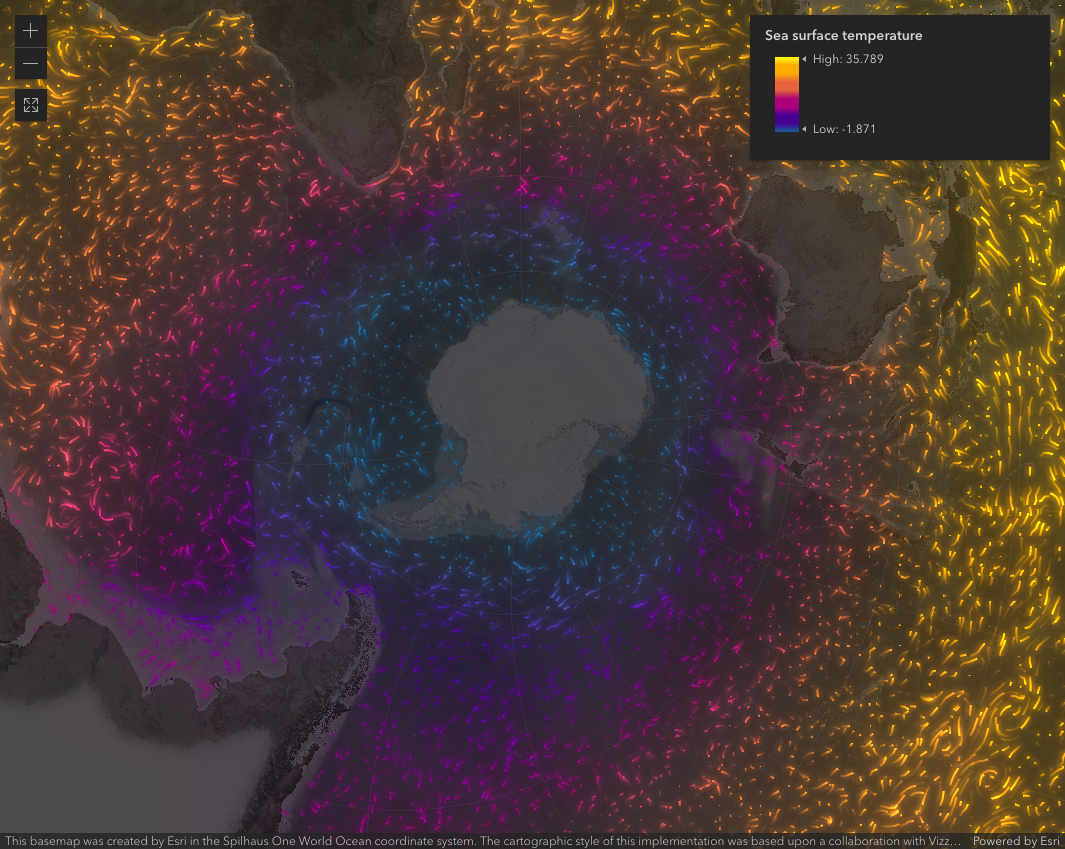 Sea surface temperature
High: 35.789
Low: -1.871
This basemap was created by Esri in the Spilhaus One World Ocean coordinate system. The cartographic style of this implementation was based upon a collaboration with Vizz...
Powered by Esri